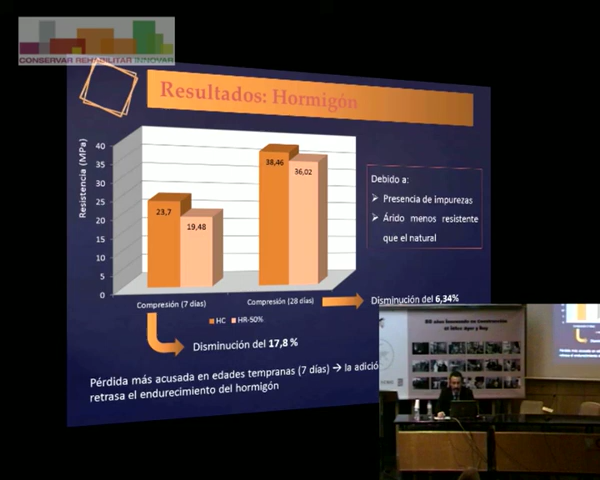 CONSERVAR REHABILITAR INNOVAR
Resultados: Hormigón
Resistencia (MPa)
40
35
30
25
20
15
10
5
0
23,7
19,48
38,46
36,02
Compresión (7 días)
Compresión (28 días)
HC
HR-50%
Debido a:
Presencia de impurezas
Árido menos resistente
que el natural
Disminución del 6,34%
Disminución del 17,8 %
Pérdida más acusada en edades tempranas (7 días) → la adició
retrasa el endurecimiento del hormigón